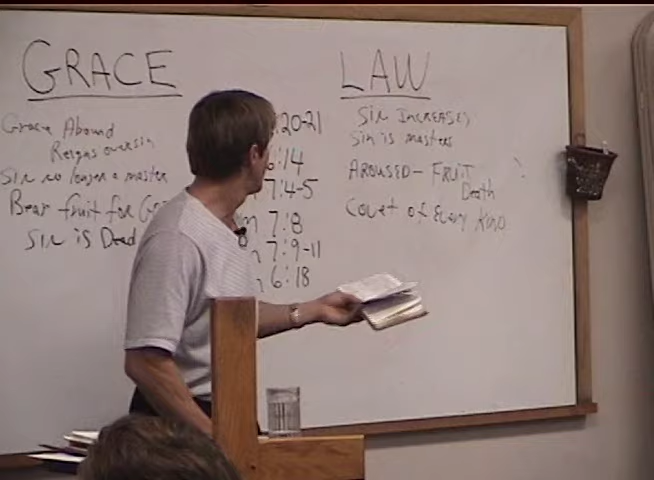 GRACE
LAW
Grace Abound
Reigns over sin
Sin no longer a master
Bear fruit for G
Sin is Dead
:20-21
6:14
7:4-5
7:8
7:9-11
6:18
Sin Increases
Sin is masters
AROUSED - FRUIT
Death
Covet of Every Kind